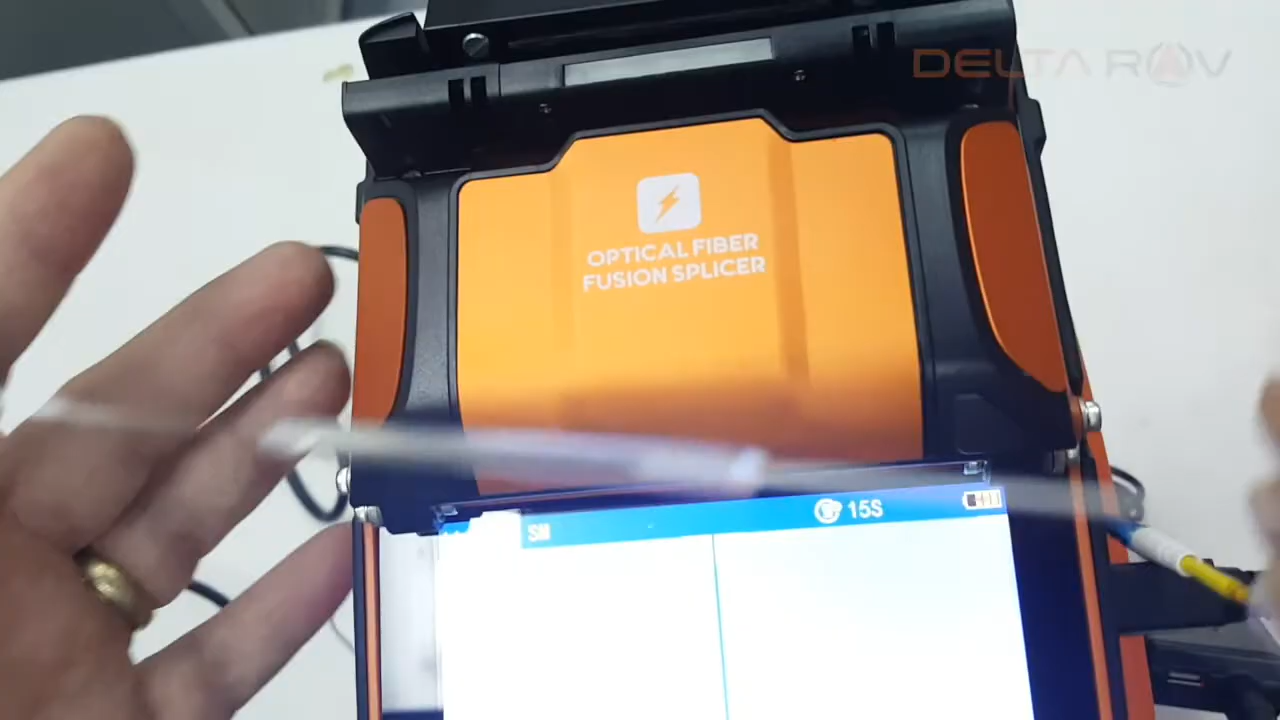 DELTA ROV
OPTICAL FIBER
FUSION SPLICER
SM
15S